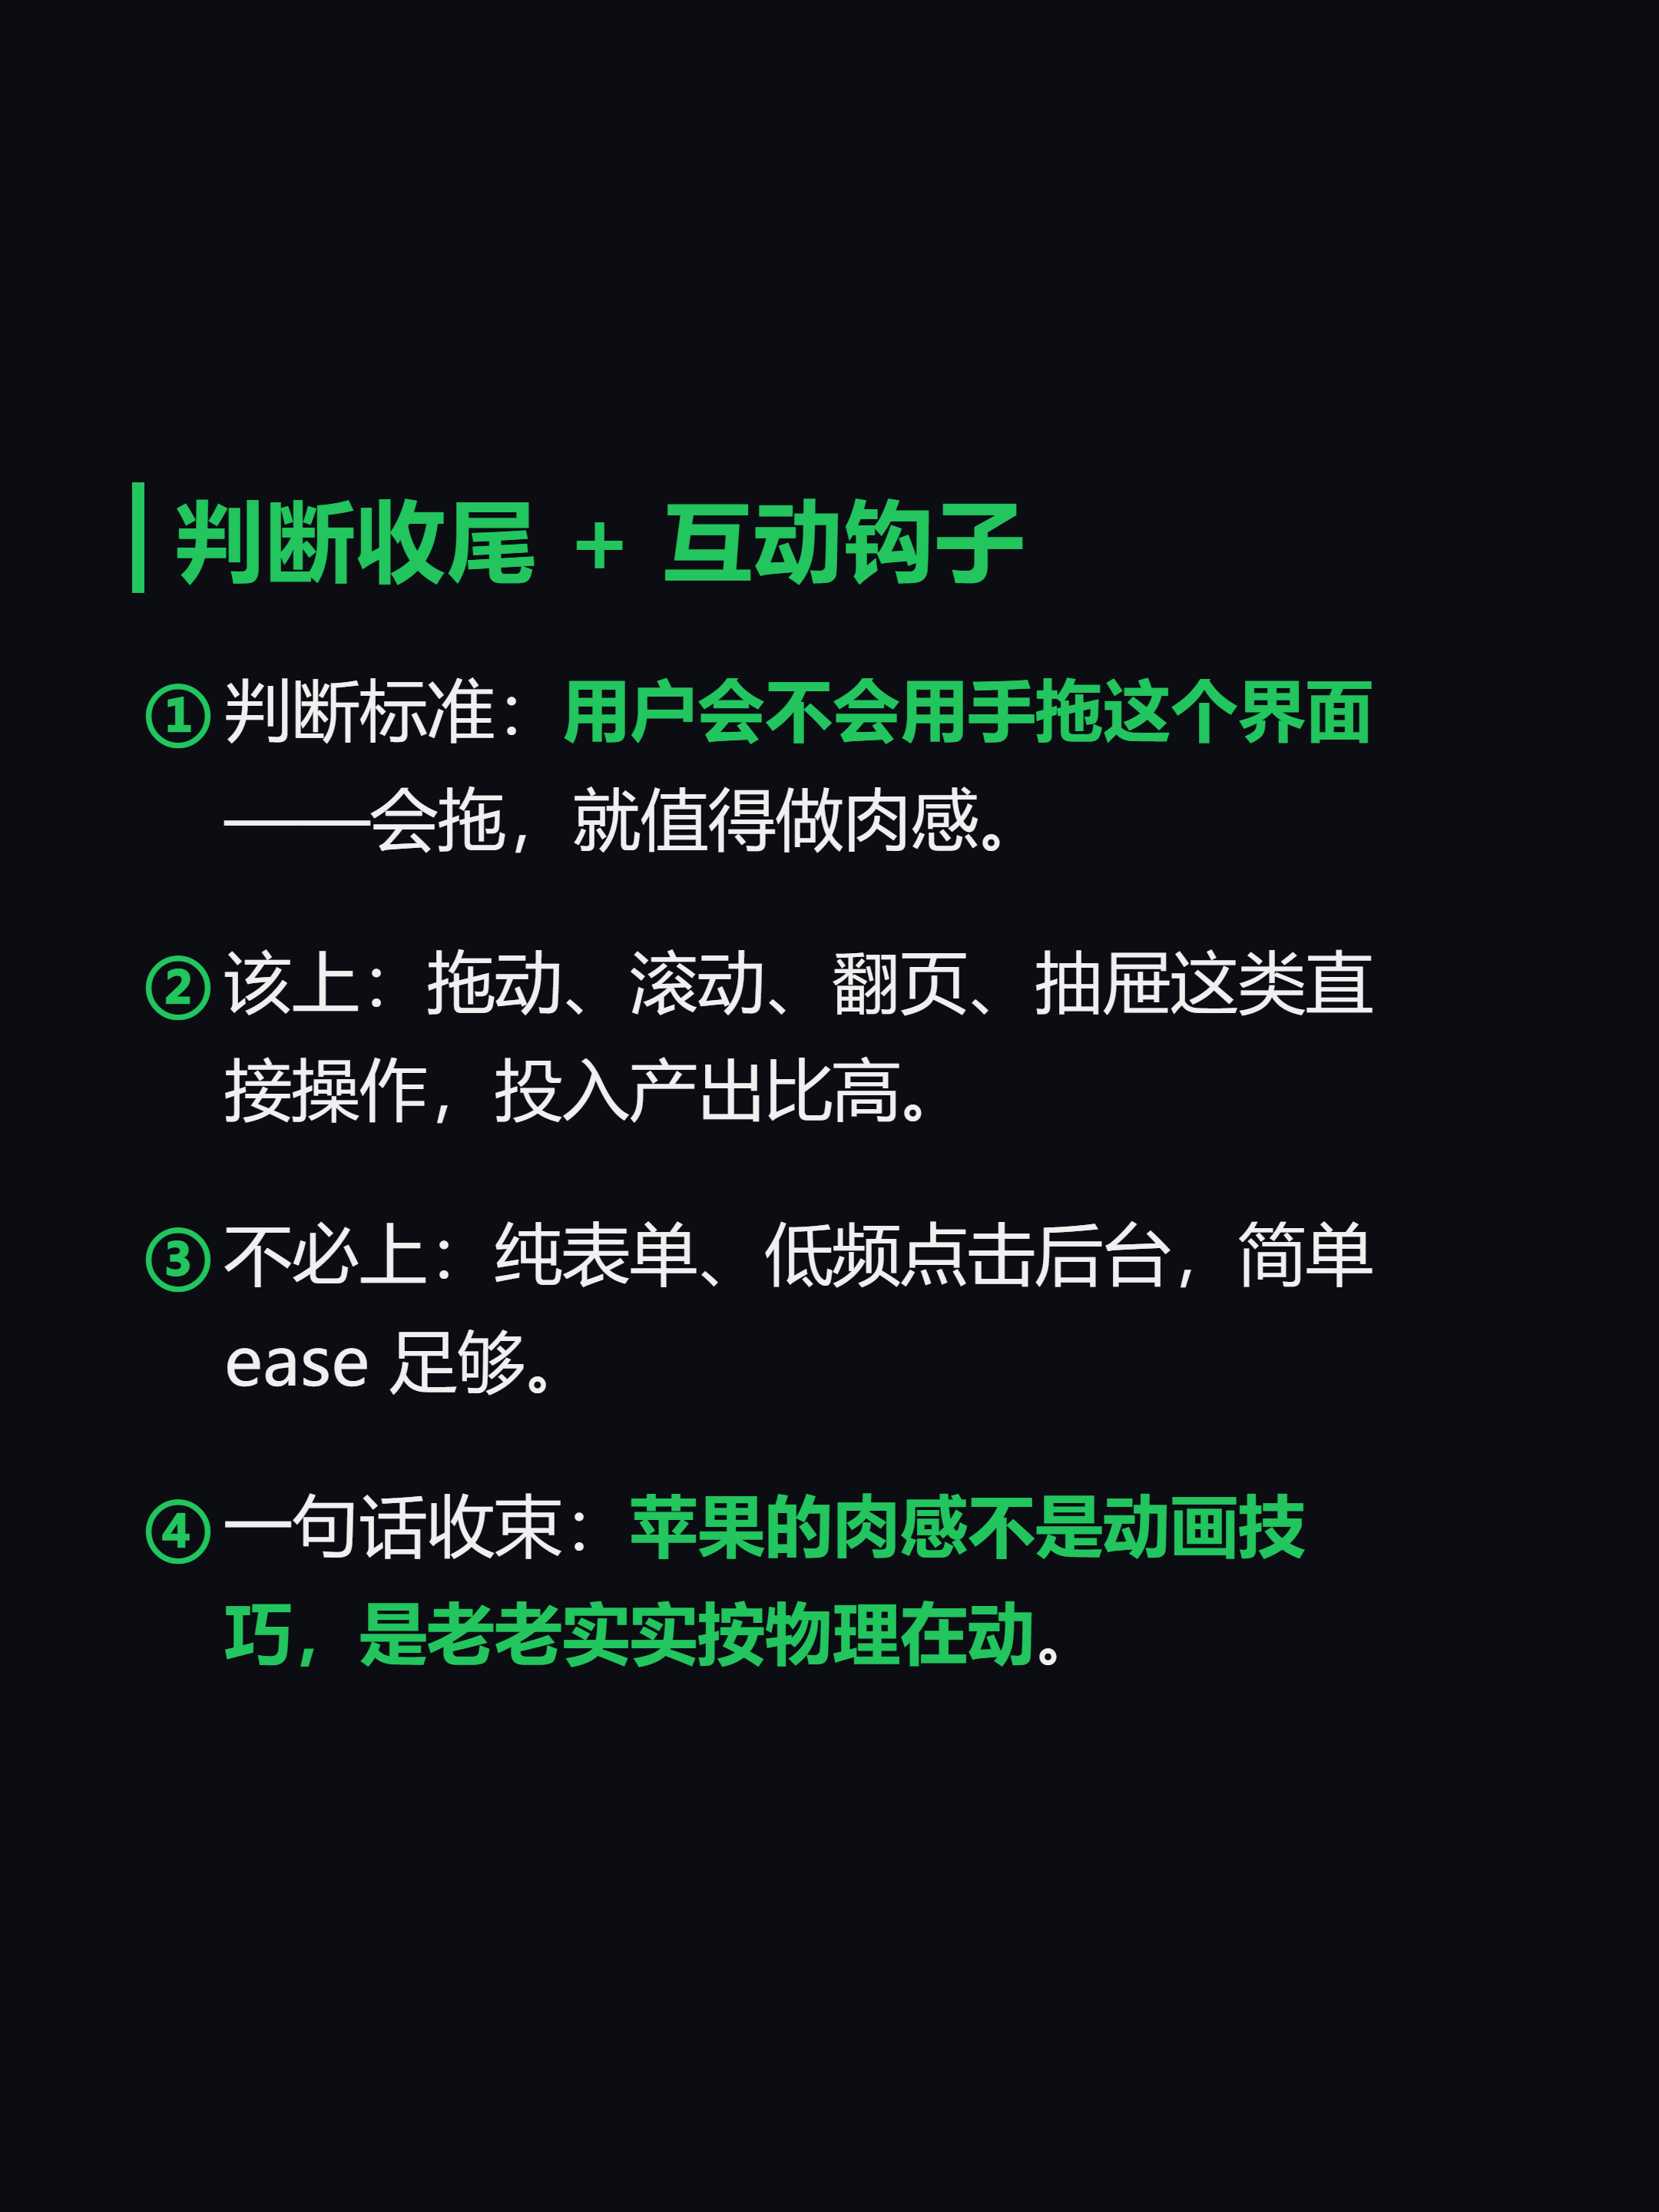 判断收尾 + 互动钩子
① 判断标准：用户会不会用手拖这个界面
——会拖，就值得做肉感。
② 该上：拖动、滚动、翻页、抽屉这类直
接操作，投入产出比高。
③ 不必上：纯表单、低频点击后台，简单
ease 足够。
④ 一句话收束：苹果的肉感不是动画技
巧，是老老实实按物理在动。